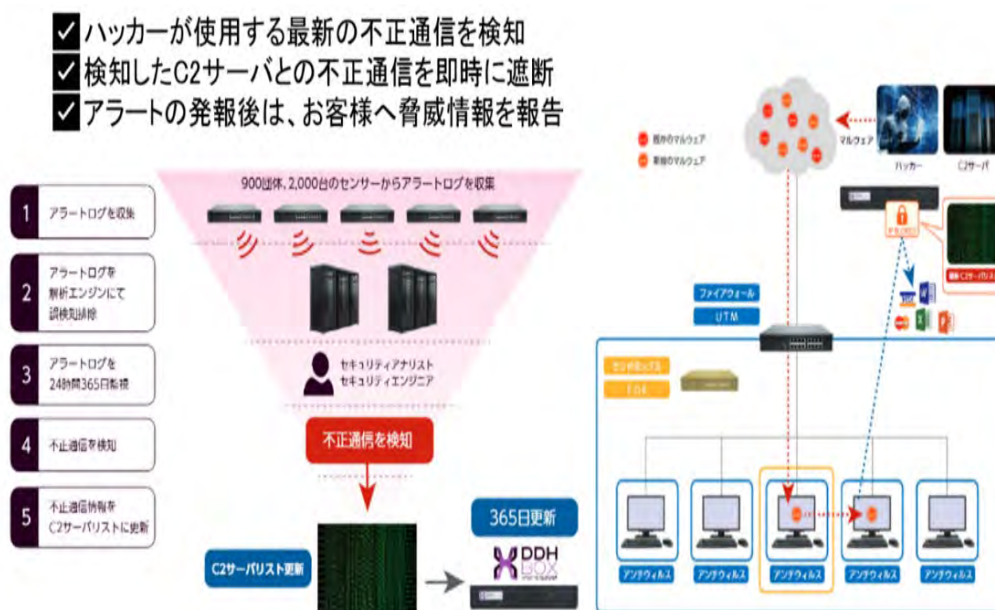 ハッカーが使用する最新の不正通信を検知
検知したC2サーバとの不正通信を即時に遮断
アラートの発報後は、お客様へ脅威情報を報告
900団体、2,000台のセンサーからアラートログを収集
1
アラートログを収集
2
アラートログを
解析エンジンにて
誤検知排除
3
アラートログを
24時間365日監視
4
不正通信を検知
5
不正通信情報を
C2サーバリストに更新
セキュリティアナリスト
セキュリティエンジニア
不正通信を検知
C2サーバリスト更新
365日更新
DDH
BOX
既存のマルウェア
新種のマルウェア
マルウェア
ハッカー
C2サーバ
最新C2サーバリスト
ファイアウォール
UTM
アンチウィルス
アンチウィルス
アンチウィルス
アンチウィルス
アンチウィルス